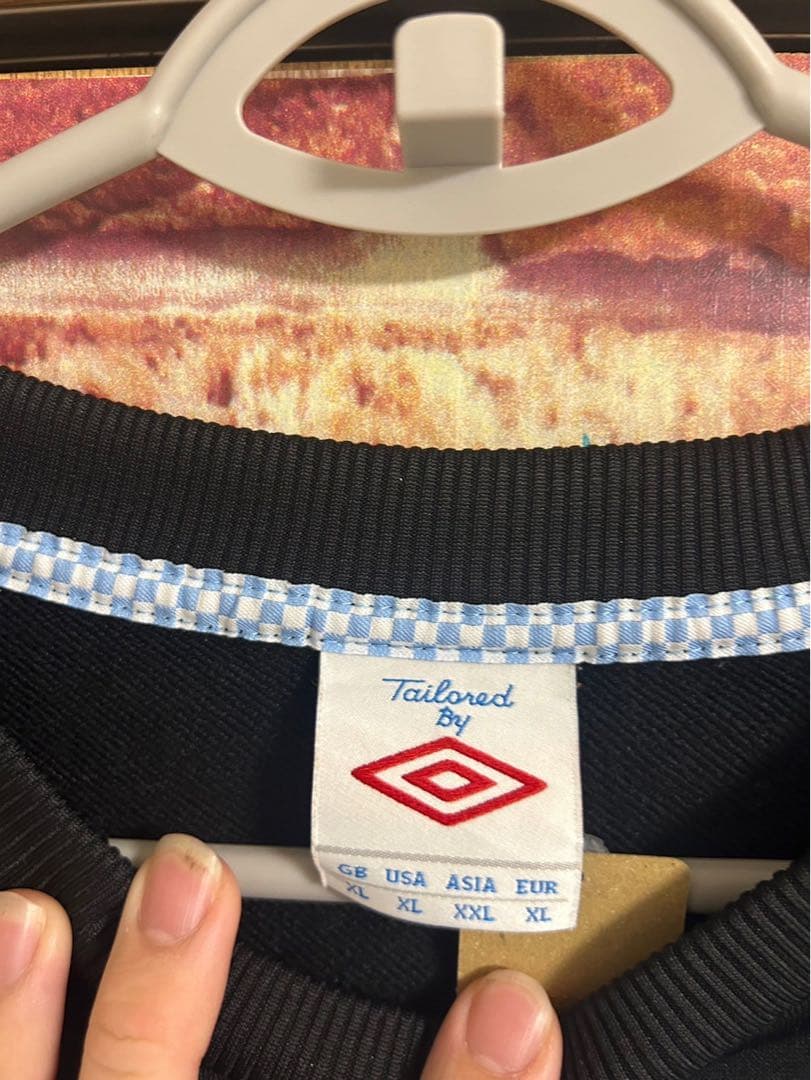 Tailored
By
GB USA ASIA EUR
XL XL XXL XL